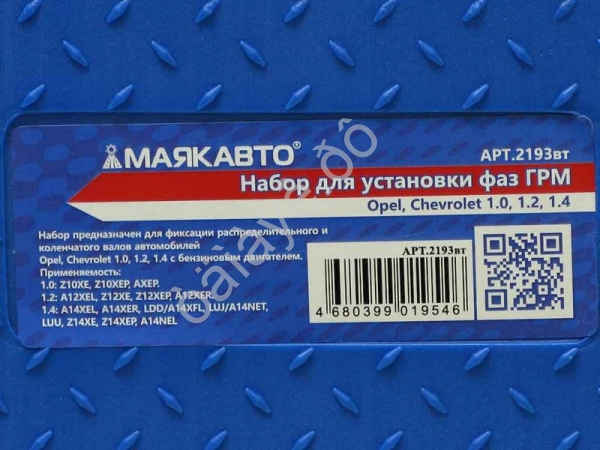 МАЯКАВТО®
АРТ.2193вт
Набор для установки фаз ГРМ
Opel, Chevrolet 1.0, 1.2, 1.4
Набор предназначен для фиксации распределительного и
коленчатого валов автомобилей
Opel, Chevrolet 1.0, 1.2, 1.4 с бензиновым двигателем.
Применяемость:
1.0: Z10XE, Z10XEP, AXEP.
1.2: A12XEL, Z12XE, Z12XEP, A12XER.
1.4: A14XEL, A14XER, LDD/A14XFL, LUJ/A14NET,
LUU, Z14XE, Z14XEP, A14NEL
АРТ.2193вт
4 680399 019546